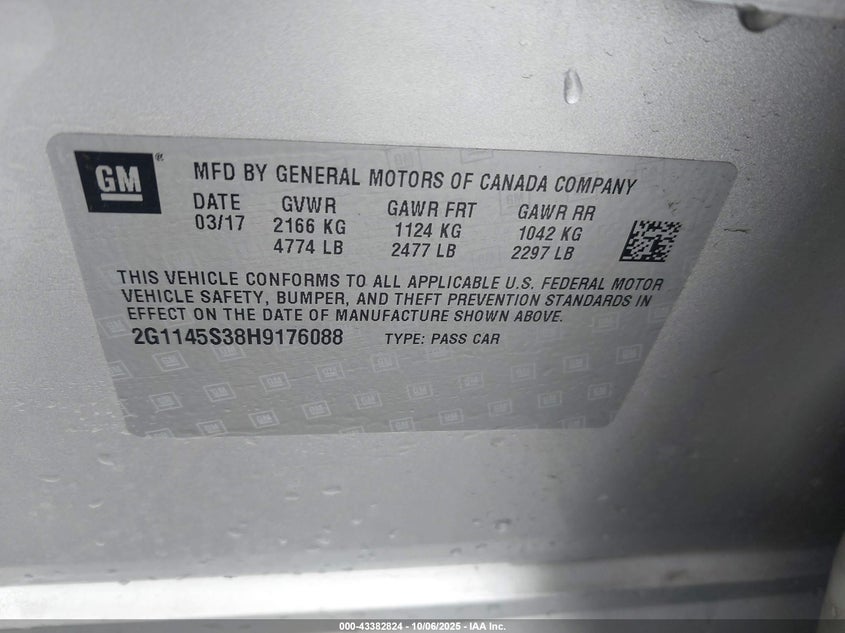 GM®
MFD BY GENERAL MOTORS OF CANADA COMPANY
DATE GVWR GAWR FRT GAWR RR
03/17 2166 KG 1124 KG 1042 KG
4774 LB 2477 LB 2297 LB
THIS VEHICLE CONFORMS TO ALL APPLICABLE U.S. FEDERAL MOTOR
VEHICLE SAFETY, BUMPER, AND THEFT PREVENTION STANDARDS IN
EFFECT ON THE DATE OF MANUFACTURE SHOWN ABOVE.
2G1145S38H9176088 TYPE: PASS CAR
000-43382824 - 10/06/2025 - IAA Inc.